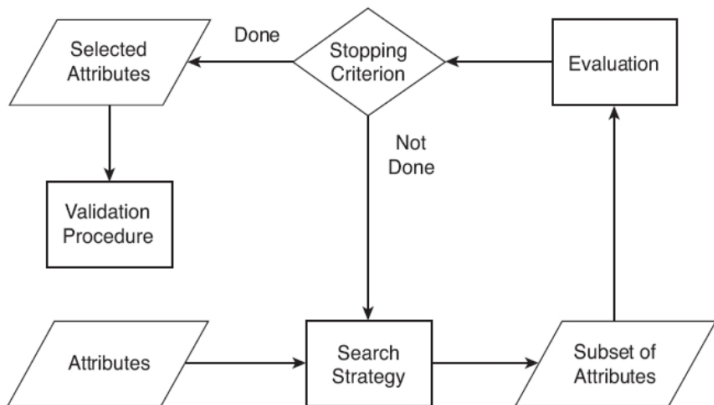 Selected
Attributes
Done
Stopping
Criterion
Evaluation
Not
Done
Validation
Procedure
Attributes
Search
Strategy
Subset of
Attributes